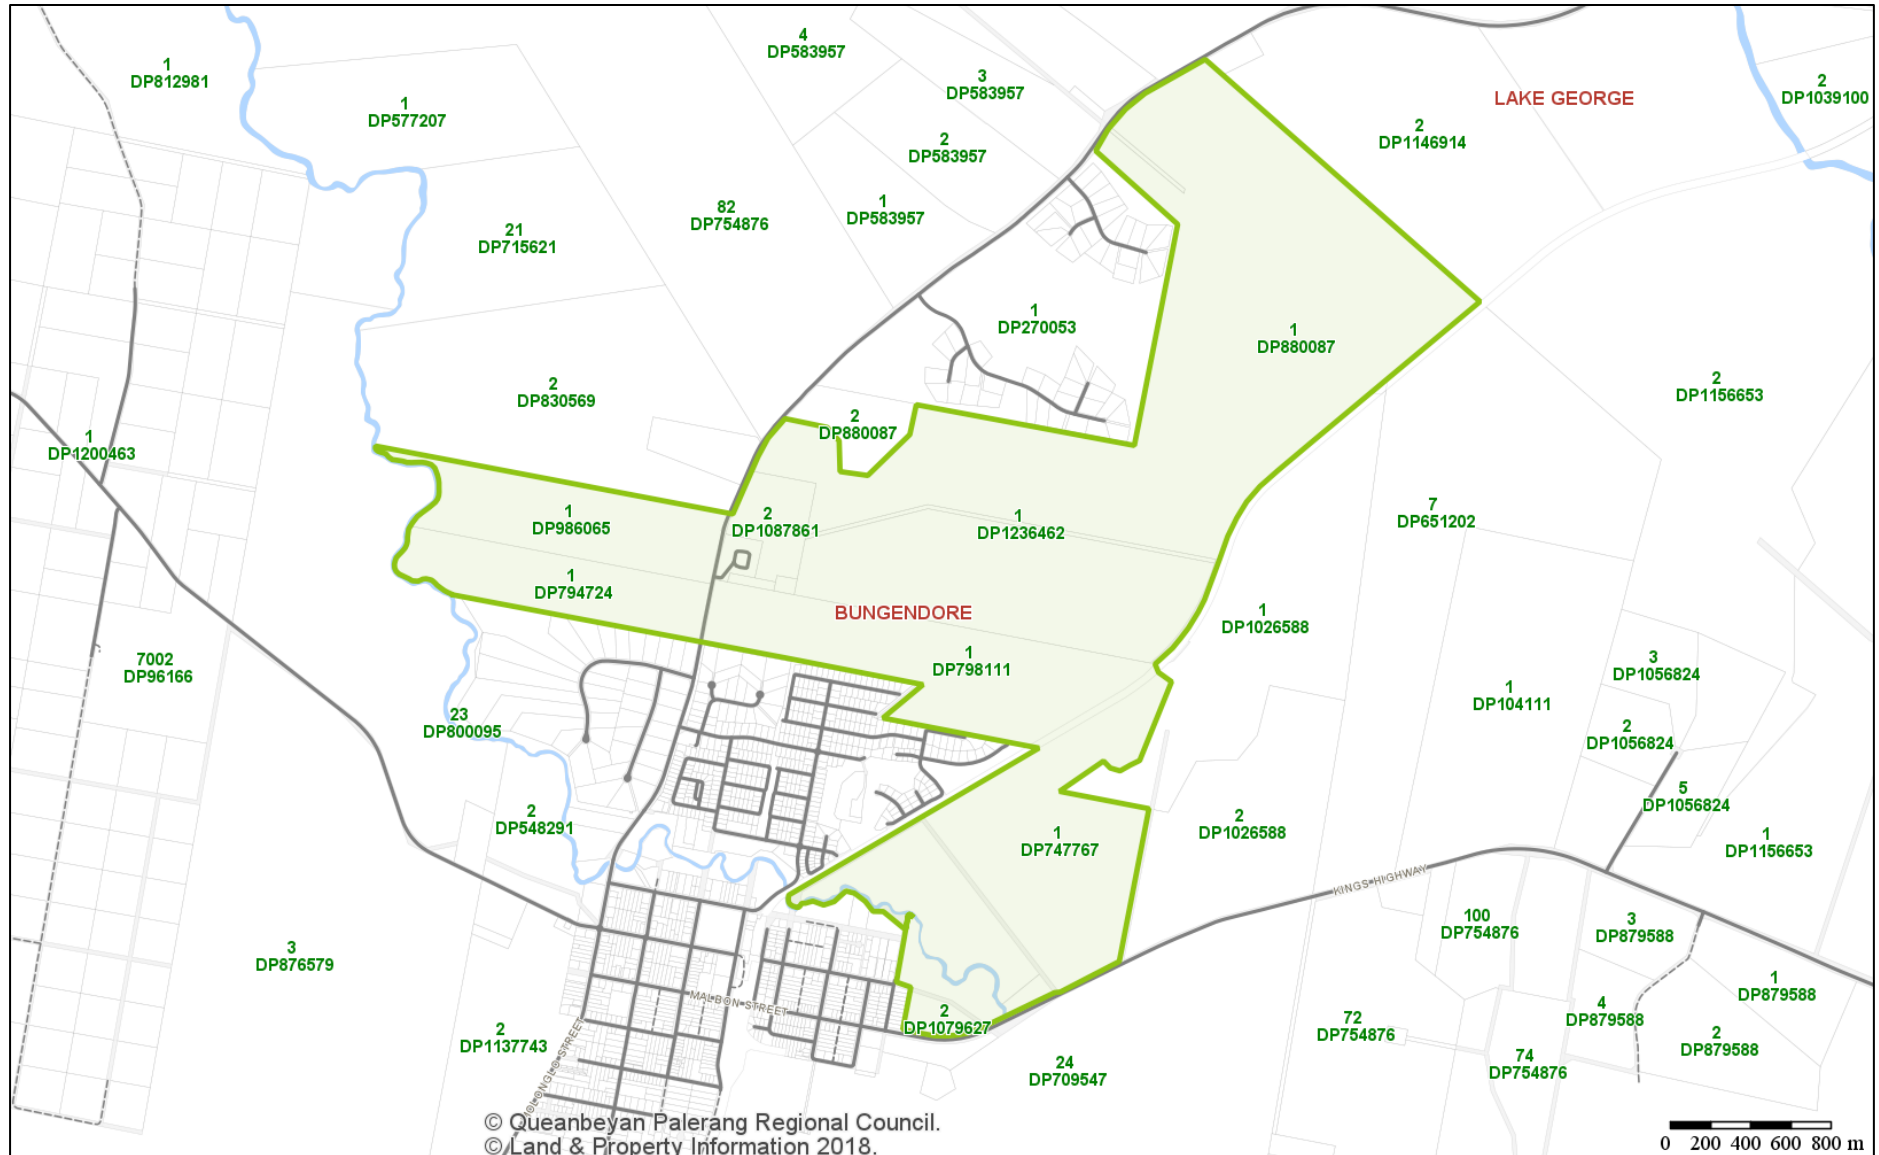 4
DP583957
1
DP812981
3
DP583957
2
DP1039100
LAKE GEORGE
1
DP577207
2
DP1146914
2
DP583957
1
DP583957
82
DP754876
21
DP715621
1
DP270053
1
DP880087
2
DP830569
2
DP1156653
2
DP880087
1
DP1200463
7
DP651202
1
DP986065
2
DP1087861
1
DP1236462
1
DP794724
BUNGENDORE
1
DP1026588
7002
DP96166
1
DP798111
3
DP1056824
1
DP104111
23
DP800095
2
DP1056824
5
DP1056824
2
DP548291
1
DP747767
2
DP1026588
1
DP1156653
KINGS HIGHWAY
100
DP754876
3
DP879588
3
DP876579
1
DP879588
MALBON STREET
2
DP1079627
72
DP754876
4
DP879588
2
DP879588
2
DP1137743
MOLONGLO STREET
24
DP709547
74
DP754876
© Queanbeyan Palerang Regional Council.
© Land & Property Information 2018.
0 200 400 600 800 m